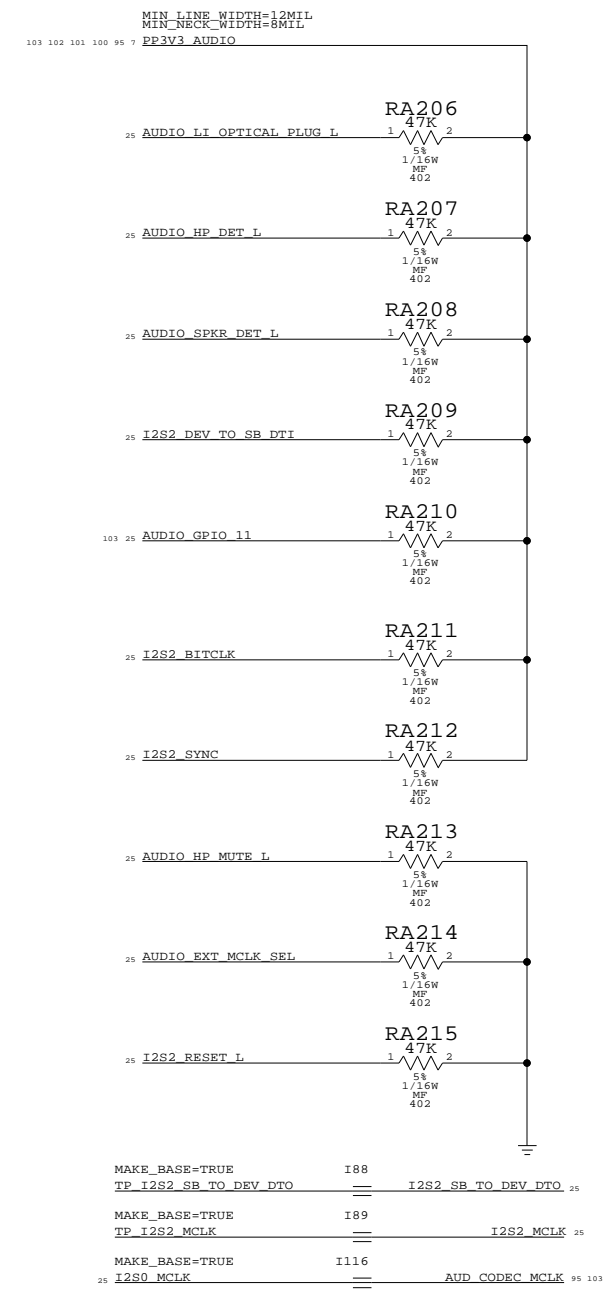 MIN_LINE_WIDTH=12MIL
MIN_NECK_WIDTH=8MIL
103 102 101 100 95 7 PP3V3_AUDIO
RA206
47K
25 AUDIO_LI_OPTICAL_PLUG_L 1 2
5%
1/16W
MF
402
RA207
47K
25 AUDIO_HP_DET_L 1 2
5%
1/16W
MF
402
RA208
47K
25 AUDIO_SPKR_DET_L 1 2
5%
1/16W
MF
402
RA209
47K
25 I2S2_DEV_TO_SB_DTI 1 2
5%
1/16W
MF
402
RA210
47K
103 25 AUDIO_GPIO_11 1 2
5%
1/16W
MF
402
RA211
47K
25 I2S2_BITCLK 1 2
5%
1/16W
MF
402
RA212
47K
25 I2S2_SYNC 1 2
5%
1/16W
MF
402
RA213
47K
25 AUDIO_HP_MUTE_L 1 2
5%
1/16W
MF
402
RA214
47K
25 AUDIO_EXT_MCLK_SEL 1 2
5%
1/16W
MF
402
RA215
47K
25 I2S2_RESET_L 1 2
5%
1/16W
MF
402
MAKE_BASE=TRUE I88
TP_I2S2_SB_TO_DEV_DTO I2S2_SB_TO_DEV_DTO 25
MAKE_BASE=TRUE I89
TP_I2S2_MCLK I2S2_MCLK 25
MAKE_BASE=TRUE I116
25 I2S0_MCLK AUD_CODEC_MCLK 95 103